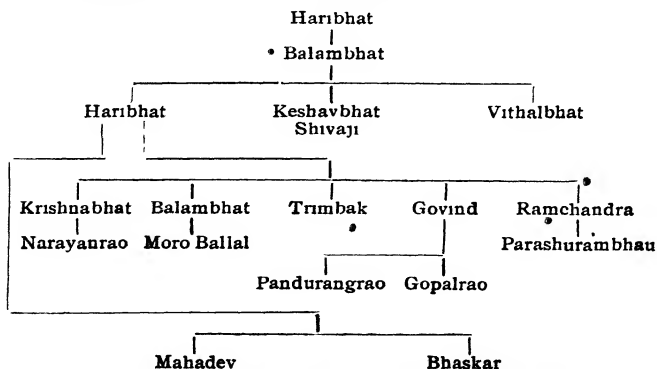 Haribhat
Balambhat
Haribhat Keshavbhat Vithalbhat
Shivaji
Krishnabhat Balambhat Trimbak Govind Ramchandra
Narayanrao Moro Ballal Parashurambhau
Pandurangrao Gopalrao
Mahadev Bhaskar